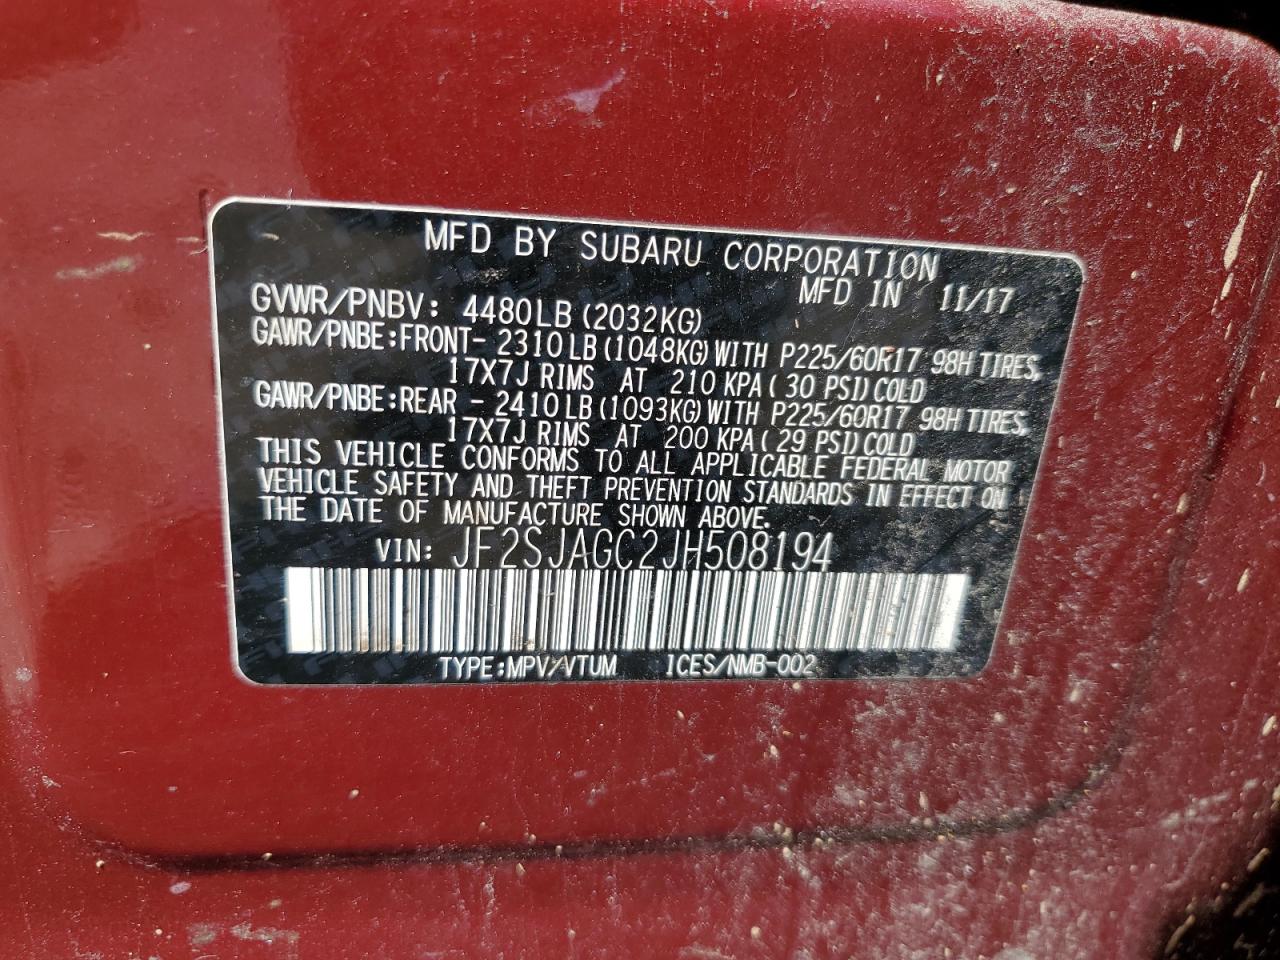 MFD BY SUBARU CORPORATION
MFD IN 11/17
GVWR/PNBV: 4480LB (2032KG)
GAWR/PNBE:FRONT- 2310 LB (1048KG) WITH P225/60R17 98H TIRES,
17X7J RIMS AT 210 KPA ( 30 PSI) COLD
GAWR/PNBE:REAR - 2410 LB (1093KG) WITH P225/60R17 98H TIRES,
17X7J RIMS AT 200 KPA ( 29 PSI) COLD
THIS VEHICLE CONFORMS TO ALL APPLICABLE FEDERAL MOTOR
VEHICLE SAFETY AND THEFT PREVENTION STANDARDS IN EFFECT ON
THE DATE OF MANUFACTURE SHOWN ABOVE.
VIN: JF2SJAGC2JH508194
TYPE:MPV/VTUM ICES/NMB-002